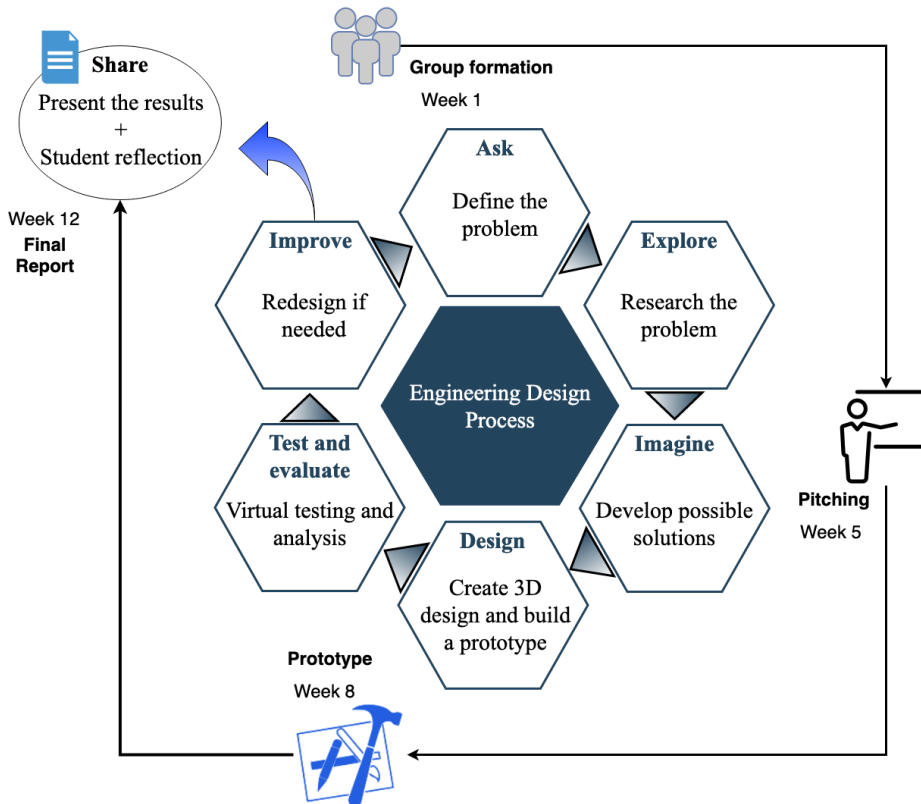 Share
Present the results
+
Student reflection
Week 12
Final
Report
Group formation
Week 1
Ask
Define the
problem
Explore
Research the
problem
Imagine
Develop possible
solutions
Design
Create 3D
design and build
a prototype
Test and
evaluate
Virtual testing and
analysis
Improve
Redesign if
needed
Engineering Design
Process
Pitching
Week 5
Prototype
Week 8